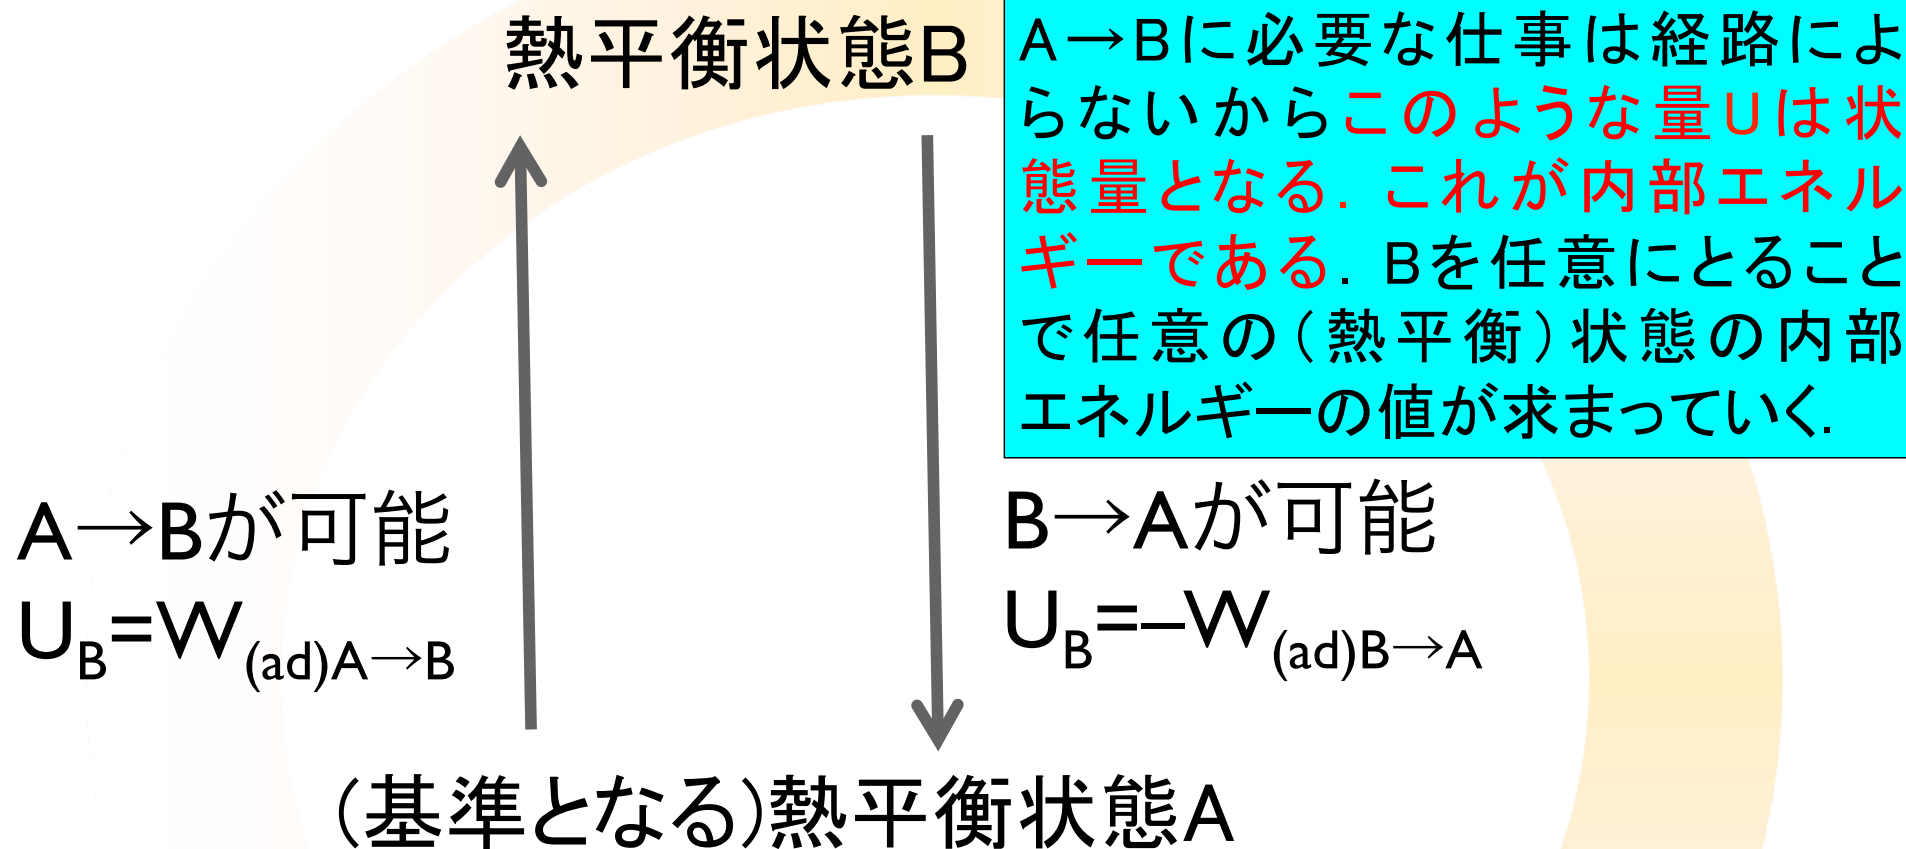 熱平衡状態B
A→Bに必要な仕事は経路によ
らないからこのような量Uは状
態量となる．これが内部エネル
ギーである．Bを任意にとること
で任意の（熱平衡）状態の内部
エネルギーの値が求まっていく．
A→Bが可能
U_B=W_(ad)A→B
B→Aが可能
U_B=–W_(ad)B→A
（基準となる）熱平衡状態A